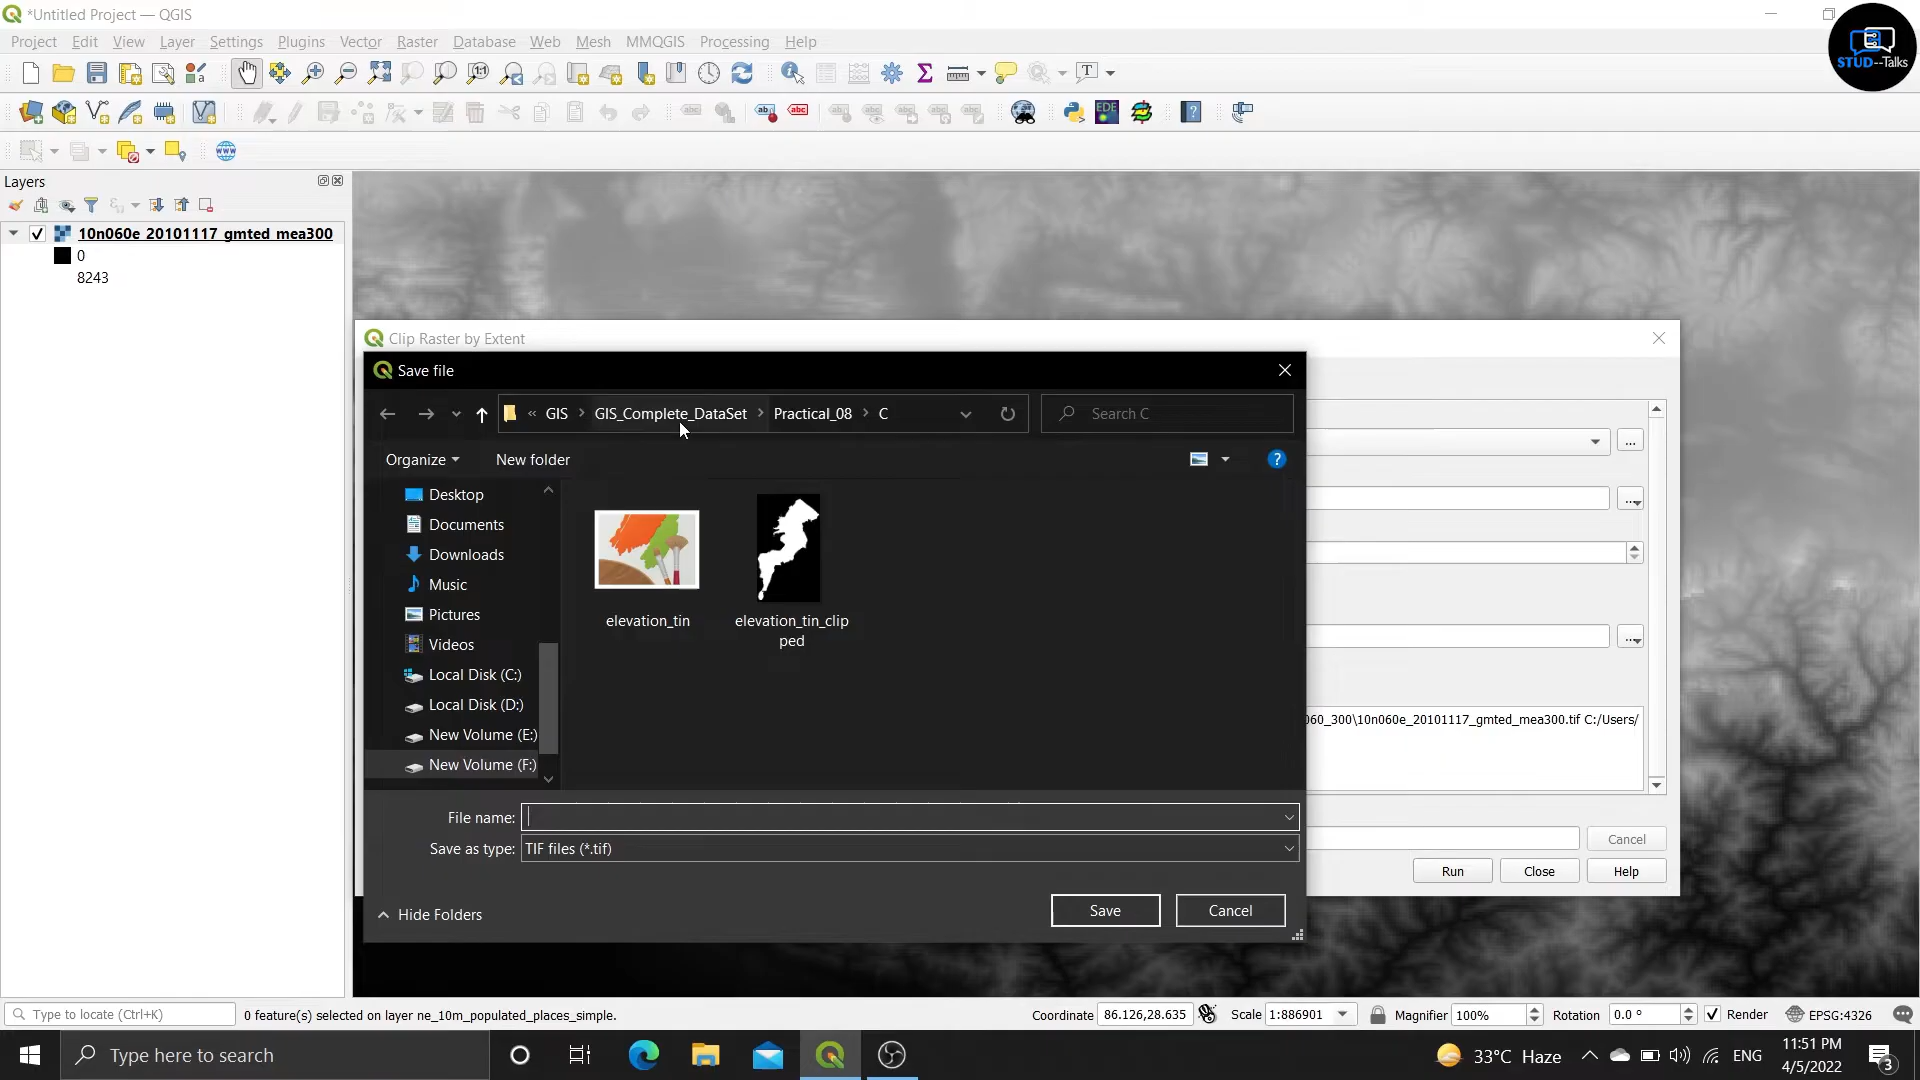 *Untitled Project — QGIS
STUD--Talks
Project Edit View Layer Settings Plugins Vector Raster Database Web Mesh MMQGIS Processing Help
Layers
10n060e_20101117_gmted_mea300
0
8243
Clip Raster by Extent
Save file
« GIS > GIS_Complete_DataSet > Practical_08 > C
Search C
Organize
New folder
Desktop
Documents
Downloads
Music
Pictures
Videos
Local Disk (C:)
Local Disk (D:)
New Volume (E:)
New Volume (F:)
elevation_tin
elevation_tin_clip
ped
060_300\10n060e_20101117_gmted_mea300.tif C:/Users/
File name:
Save as type: TIF files (*.tif)
Hide Folders
Save
Cancel
Cancel
Run
Close
Help
Type to locate (Ctrl+K)
0 feature(s) selected on layer ne_10m_populated_places_simple.
Coordinate 86.126,28.635 Scale 1:886901 Magnifier 100% Rotation 0.0 ° Render EPSG:4326
Type here to search
33°C Haze
ENG
11:51 PM
4/5/2022
3